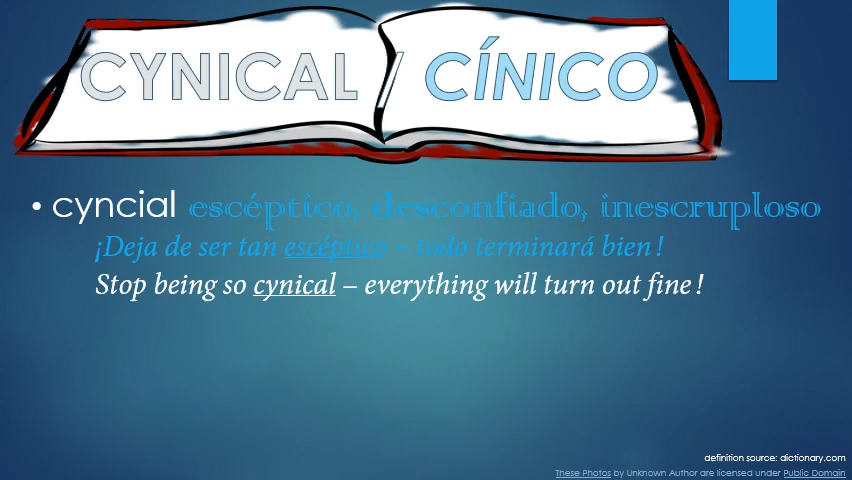 CYNICAL / CÍNICO
• cyncial escéptico, desconfiado, inescruploso
¡Deja de ser tan escéptico – todo terminará bien!
Stop being so cynical – everything will turn out fine!
definition source: dictionary.com
These Photos by Unknown Author are licensed under Public Domain